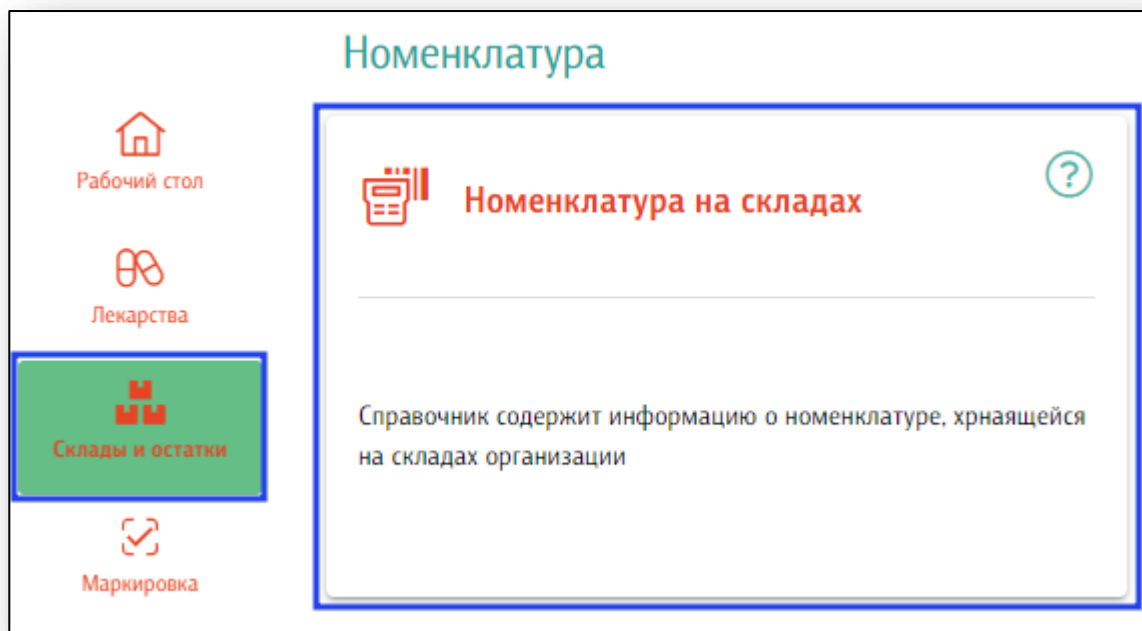 Номенклатура
Рабочий стол
Лекарства
Склады и остатки
Маркировка
Номенклатура на складах
?
Справочник содержит информацию о номенклатуре, хрнаящейся
на складах организации